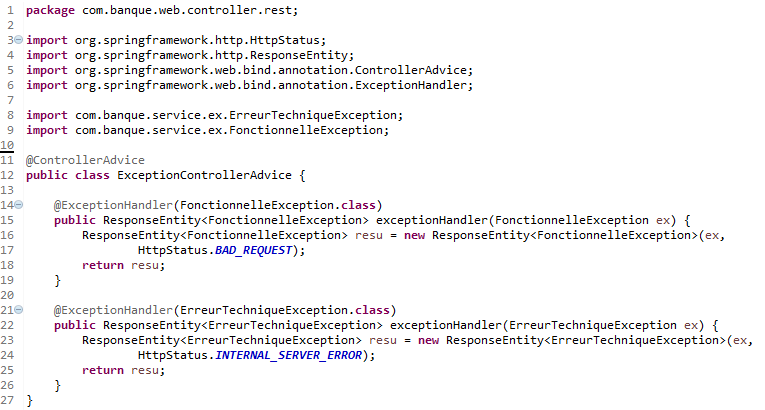 1 package com.banque.web.controller.rest;
2
3 import org.springframework.http.HttpStatus;
4 import org.springframework.http.ResponseEntity;
5 import org.springframework.web.bind.annotation.ControllerAdvice;
6 import org.springframework.web.bind.annotation.ExceptionHandler;
7
8 import com.banque.service.ex.ErreurTechniqueException;
9 import com.banque.service.ex.FonctionnelleException;
10
11 @ControllerAdvice
12 public class ExceptionControllerAdvice {
13
14     @ExceptionHandler(FonctionnelleException.class)
15     public ResponseEntity<FonctionnelleException> exceptionHandler(FonctionnelleException ex) {
16         ResponseEntity<FonctionnelleException> resu = new ResponseEntity<FonctionnelleException>(ex,
17                 HttpStatus.BAD_REQUEST);
18         return resu;
19     }
20
21     @ExceptionHandler(ErreurTechniqueException.class)
22     public ResponseEntity<ErreurTechniqueException> exceptionHandler(ErreurTechniqueException ex) {
23         ResponseEntity<ErreurTechniqueException> resu = new ResponseEntity<ErreurTechniqueException>(ex,
24                 HttpStatus.INTERNAL_SERVER_ERROR);
25         return resu;
26     }
27 }